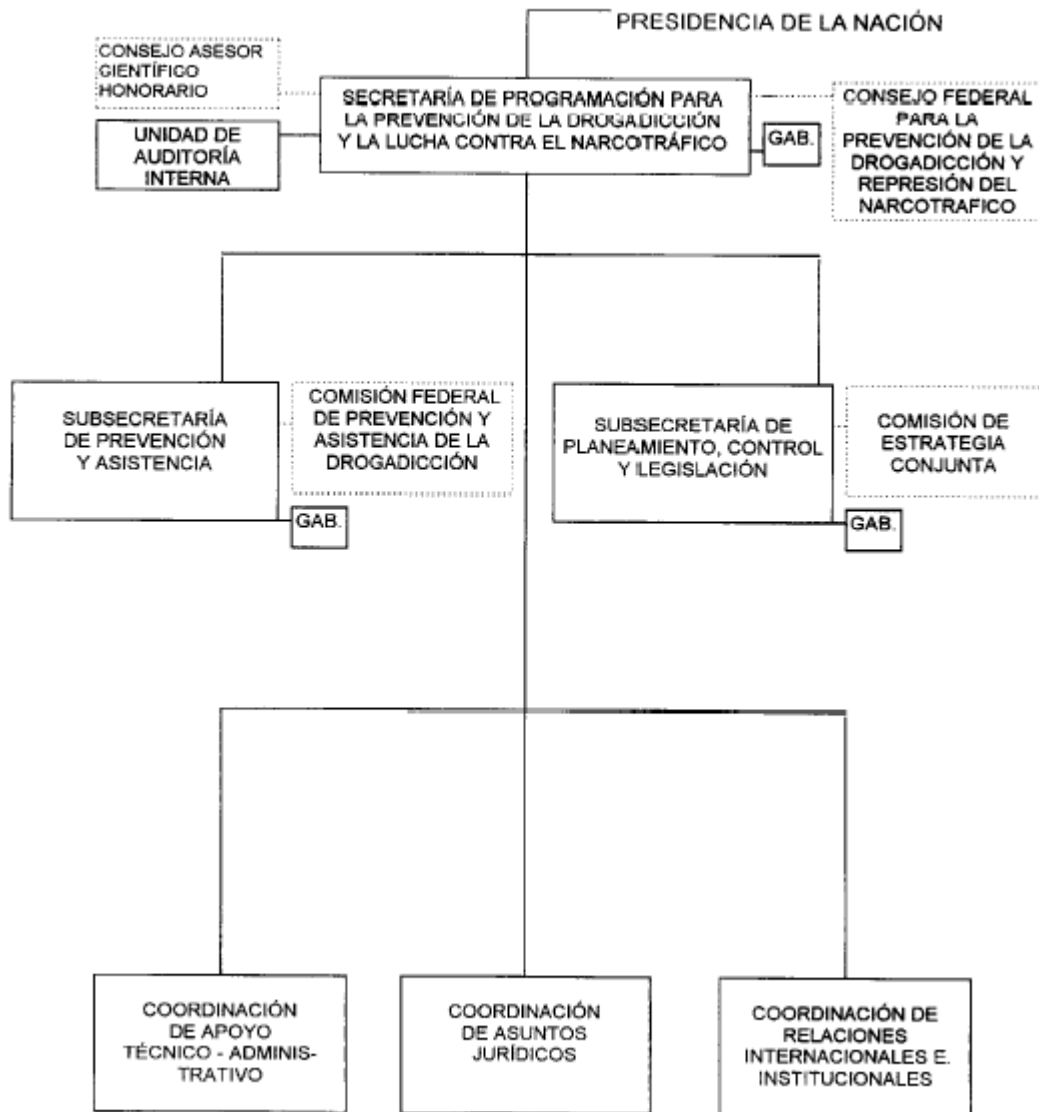 PRESIDENCIA DE LA NACIÓN
CONSEJO ASESOR
CIENTÍFICO
HONORARIO
SECRETARÍA DE PROGRAMACIÓN PARA
LA PREVENCIÓN DE LA DROGADICCIÓN
Y LA LUCHA CONTRA EL NARCOTRÁFICO
UNIDAD DE
AUDITORÍA
INTERNA
GAB.
CONSEJO FEDERAL
PARA LA
PREVENCIÓN DE LA
DROGADICCIÓN Y
REPRESIÓN DEL
NARCOTRAFICO
SUBSECRETARÍA
DE PREVENCIÓN
Y ASISTENCIA
GAB.
COMISIÓN FEDERAL
DE PREVENCIÓN Y
ASISTENCIA DE LA
DROGADICCIÓN
SUBSECRETARÍA DE
PLANEAMIENTO, CONTROL
Y LEGISLACIÓN
GAB.
COMISIÓN DE
ESTRATEGIA
CONJUNTA
COORDINACIÓN
DE APOYO
TÉCNICO - ADMINIS-
TRATIVO
COORDINACIÓN
DE ASUNTOS
JURÍDICOS
COORDINACIÓN DE
RELACIONES
INTERNACIONALES E.
INSTITUCIONALES